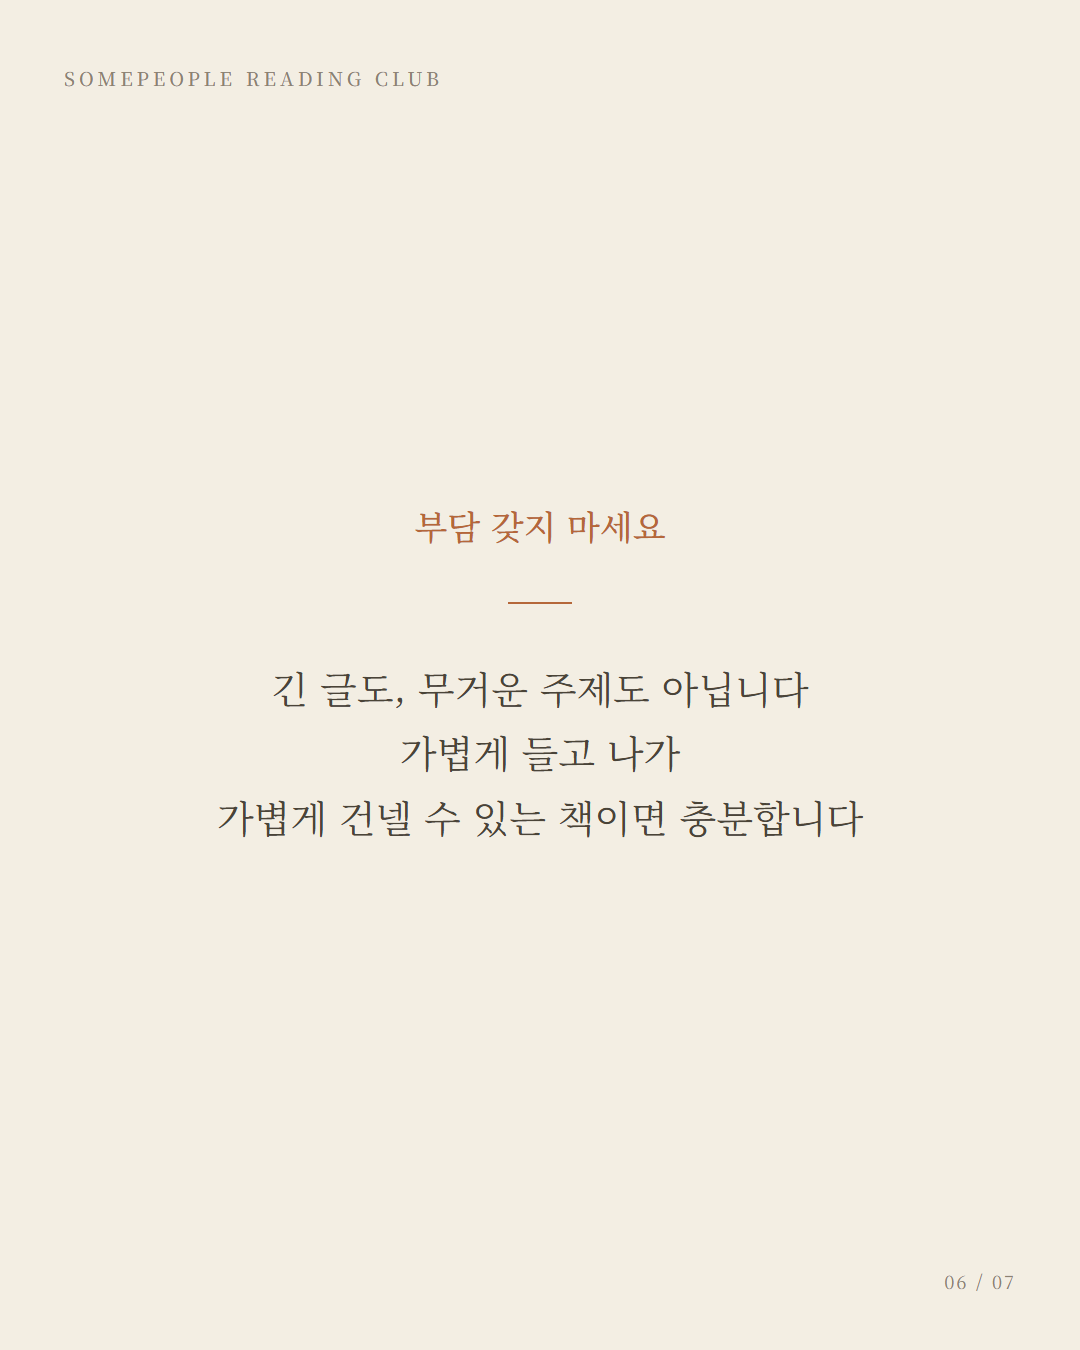 SOMEPEOPLE READING CLUB
부담 갖지 마세요
긴 글도, 무거운 주제도 아닙니다
가볍게 들고 나가
가볍게 건넬 수 있는 책이면 충분합니다
06 / 07